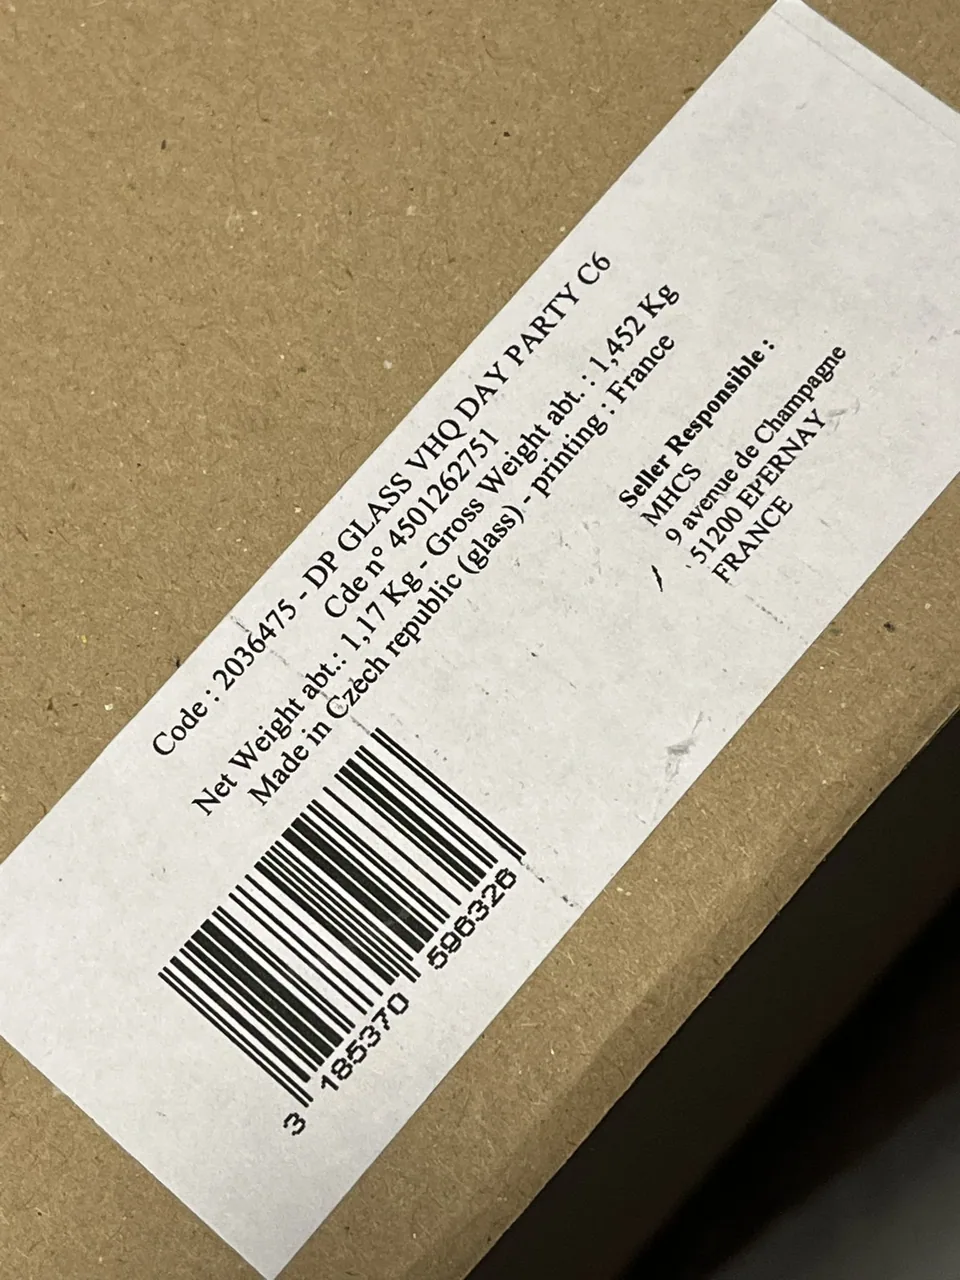 Code : 2036475 - DP GLASS VHQ DAY PARTY C6
Cde n° 4501262751
Net Weight abt.: 1,17 Kg - Gross Weight abt. : 1,452 Kg
Made in Czech republic (glass) - printing : France
Seller Responsible :
MHCS
9 avenue de Champagne
51200 EPERNAY
FRANCE
3 185370 596326